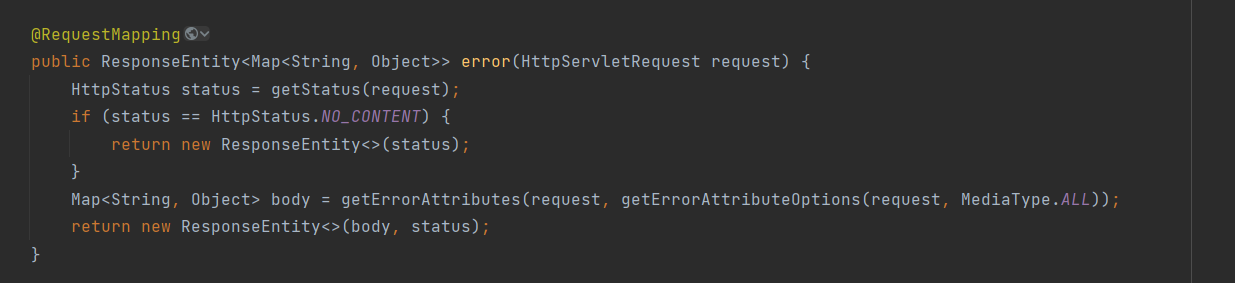 @RequestMapping
public ResponseEntity<Map<String, Object>> error(HttpServletRequest request) {
    HttpStatus status = getStatus(request);
    if (status == HttpStatus.NO_CONTENT) {
        return new ResponseEntity<>(status);
    }
    Map<String, Object> body = getErrorAttributes(request, getErrorAttributeOptions(request, MediaType.ALL));
    return new ResponseEntity<>(body, status);
}